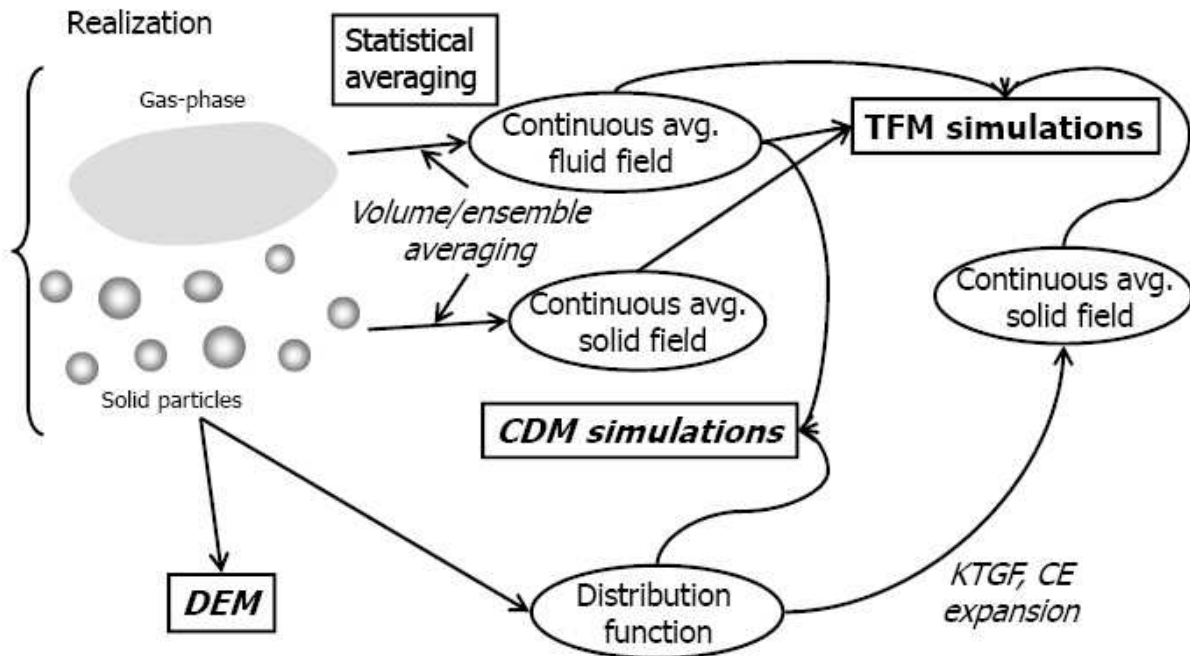 Realization
Statistical
averaging
Gas-phase
Continuous avg.
fluid field
TFM simulations
Volume/ensemble
averaging
Continuous avg.
solid field
Continuous avg.
solid field
Solid particles
CDM simulations
DEM
Distribution
function
KTGF, CE
expansion